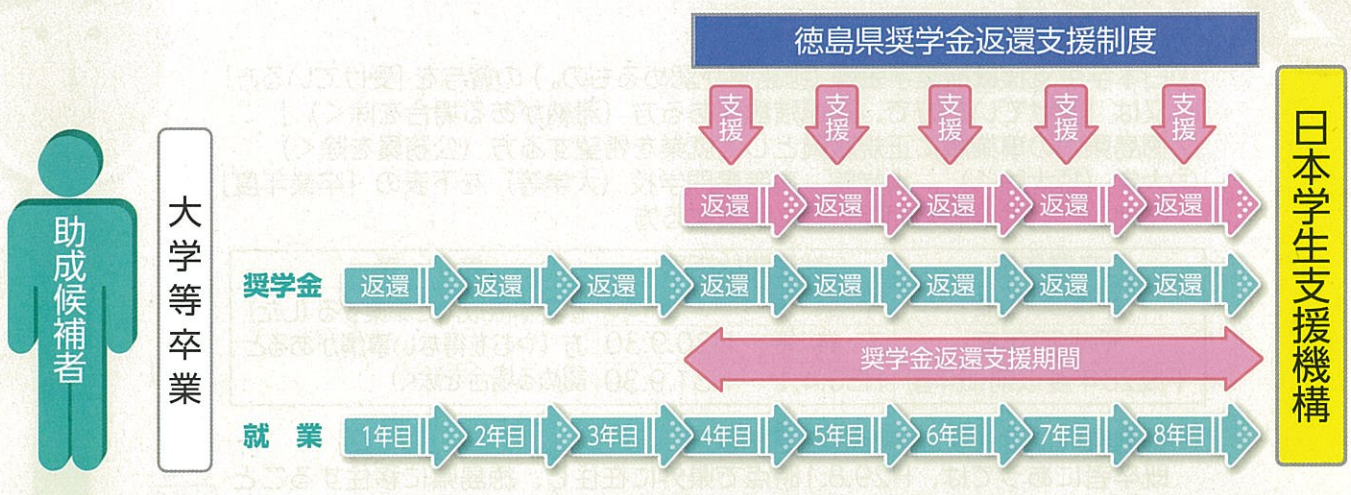 徳島県奨学金返還支援制度
支援 支援 支援 支援 支援
返還 返還 返還 返還 返還
助成候補者
大学等卒業
奨学金 返還 返還 返還 返還 返還 返還 返還 返還
奨学金返還支援期間
就業 1年目 2年目 3年目 4年目 5年目 6年目 7年目 8年目
日本学生支援機構